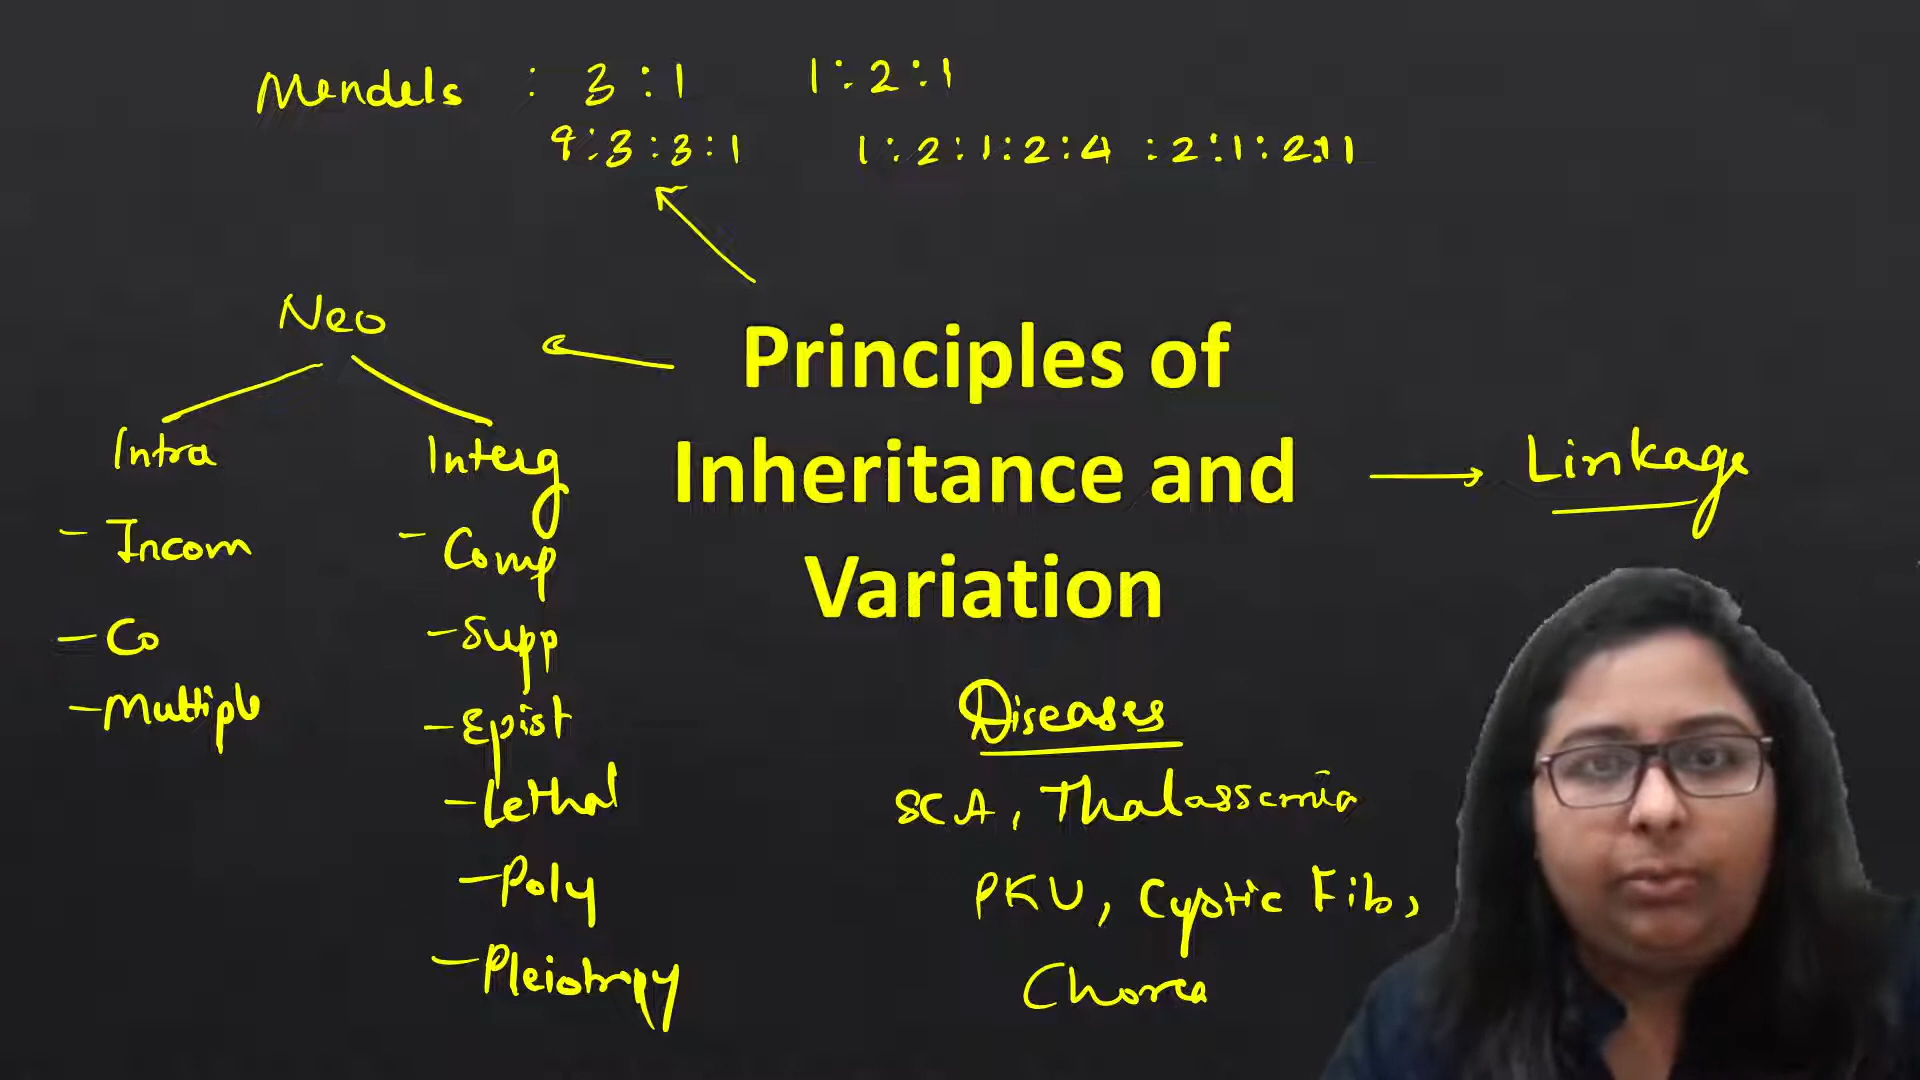 Mendels : 3 : 1 1 : 2 : 1
9 : 3 : 3 : 1 1 : 2 : 1 : 2 : 4 : 2 : 1 : 2 : 1
Neo
Intra
- Incom
- Co
- Multiple
Interg
- Comp
- Supp
- Epist
- Lethal
- Poly
- Pleiotropy
Principles of
Inheritance and
Variation
Linkage
Diseases
SCA, Thalassemia
PKU, Cystic Fib,
Chorea